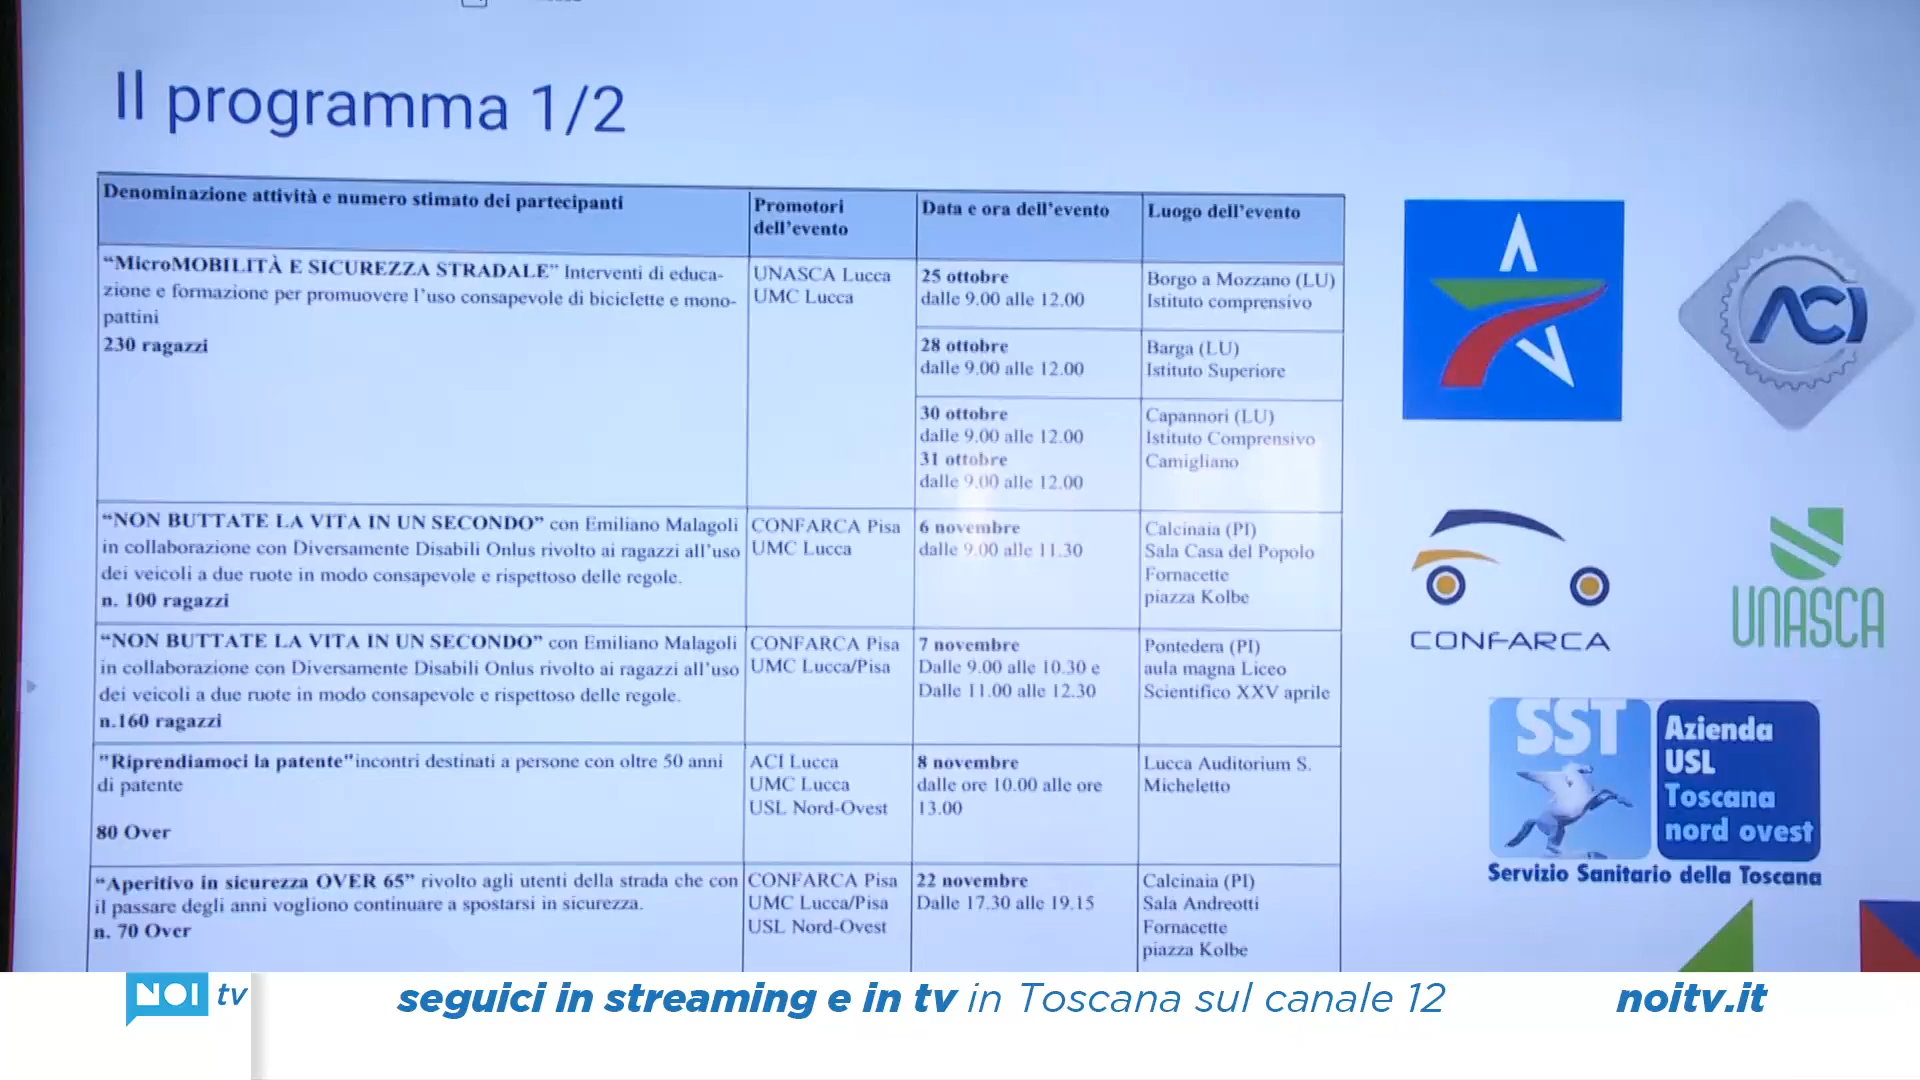 Il programma 1/2
Denominazione attività e numero stimato dei partecipanti
Promotori
dell'evento
Data e ora dell'evento
Luogo dell'evento
“MicroMOBILITÀ E SICUREZZA STRADALE” Interventi di educa-
zione e formazione per promuovere l'uso consapevole di biciclette e mono-
pattini
230 ragazzi
UNASCA Lucca
UMC Lucca
25 ottobre
dalle 9.00 alle 12.00
Borgo a Mozzano (LU)
Istituto comprensivo
28 ottobre
dalle 9.00 alle 12.00
Barga (LU)
Istituto Superiore
30 ottobre
dalle 9.00 alle 12.00
31 ottobre
dalle 9.00 alle 12.00
Capannori (LU)
Istituto Comprensivo
Camigliano
“NON BUTTATE LA VITA IN UN SECONDO” con Emiliano Malagoli
in collaborazione con Diversamente Disabili Onlus rivolto ai ragazzi all'uso
dei veicoli a due ruote in modo consapevole e rispettoso delle regole.
n. 100 ragazzi
CONFARCA Pisa
UMC Lucca
6 novembre
dalle 9.00 alle 11.30
Calcinaia (PI)
Sala Casa del Popolo
Fornacette
piazza Kolbe
“NON BUTTATE LA VITA IN UN SECONDO” con Emiliano Malagoli
in collaborazione con Diversamente Disabili Onlus rivolto ai ragazzi all'uso
dei veicoli a due ruote in modo consapevole e rispettoso delle regole.
n.160 ragazzi
CONFARCA Pisa
UMC Lucca/Pisa
7 novembre
Dalle 9.00 alle 10.30 e
Dalle 11.00 alle 12.30
Pontedera (PI)
aula magna Liceo
Scientifico XXV aprile
"Riprendiamoci la patente"incontri destinati a persone con oltre 50 anni
di patente
80 Over
ACI Lucca
UMC Lucca
USL Nord-Ovest
8 novembre
dalle ore 10.00 alle ore
13.00
Lucca Auditorium S.
Micheletto
“Aperitivo in sicurezza OVER 65” rivolto agli utenti della strada che con
il passare degli anni vogliono continuare a spostarsi in sicurezza.
n. 70 Over
CONFARCA Pisa
UMC Lucca/Pisa
USL Nord-Ovest
22 novembre
Dalle 17.30 alle 19.15
Calcinaia (PI)
Sala Andreotti
Fornacette
piazza Kolbe
ACI
CONFARCA
UNASCA
SST
Azienda
USL
Toscana
nord ovest
Servizio Sanitario della Toscana
NOI tv
seguici in streaming e in tv in Toscana sul canale 12
noitv.it